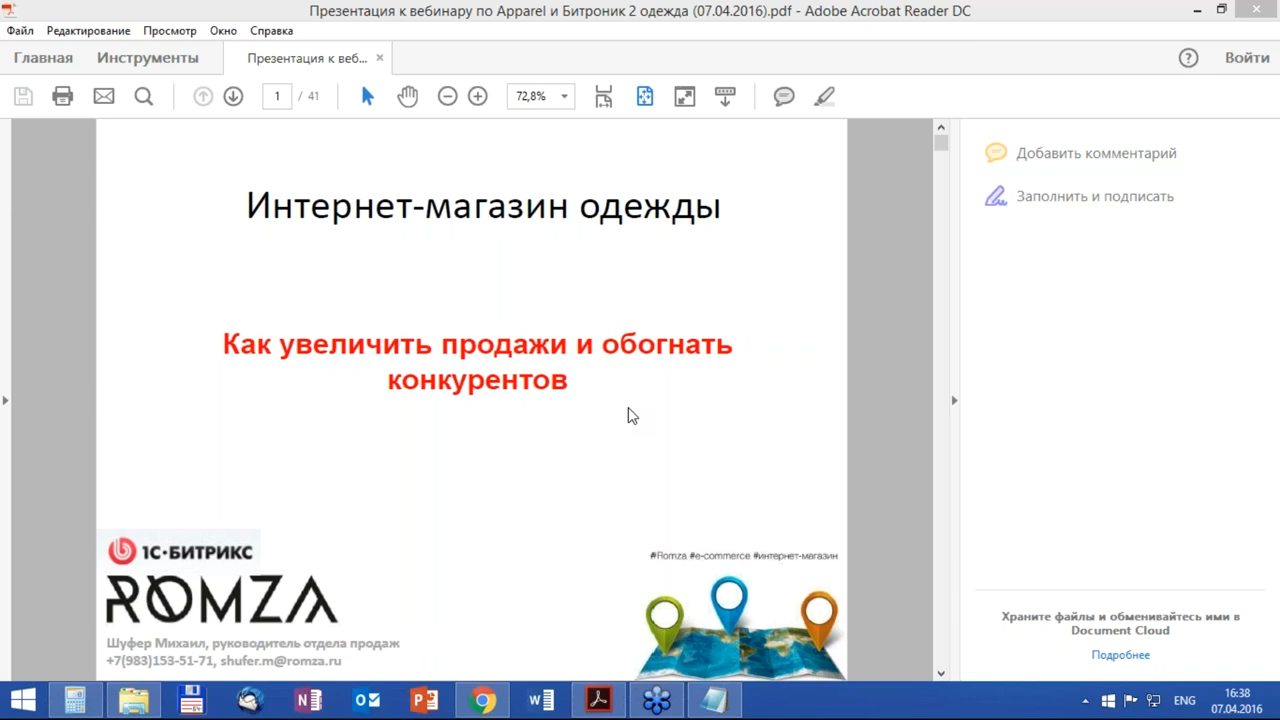 Презентация к вебинару по Apparel и Битроник 2 одежда (07.04.2016).pdf - Adobe Acrobat Reader DC
Файл Редактирование Просмотр Окно Справка
Главная Инструменты Презентация к веб... × Войти
1 / 41 72,8%
Добавить комментарий
Заполнить и подписать
Интернет-магазин одежды
Как увеличить продажи и обогнать
конкурентов
1С·БИТРИКС
ROMZA
Шуфер Михаил, руководитель отдела продаж
+7(983)153-51-71, shufer.m@romza.ru
#Romza #e-commerce #интернет-магазин
Храните файлы и обменивайтесь ими в
Document Cloud
Подробнее
ENG
16:38
07.04.2016